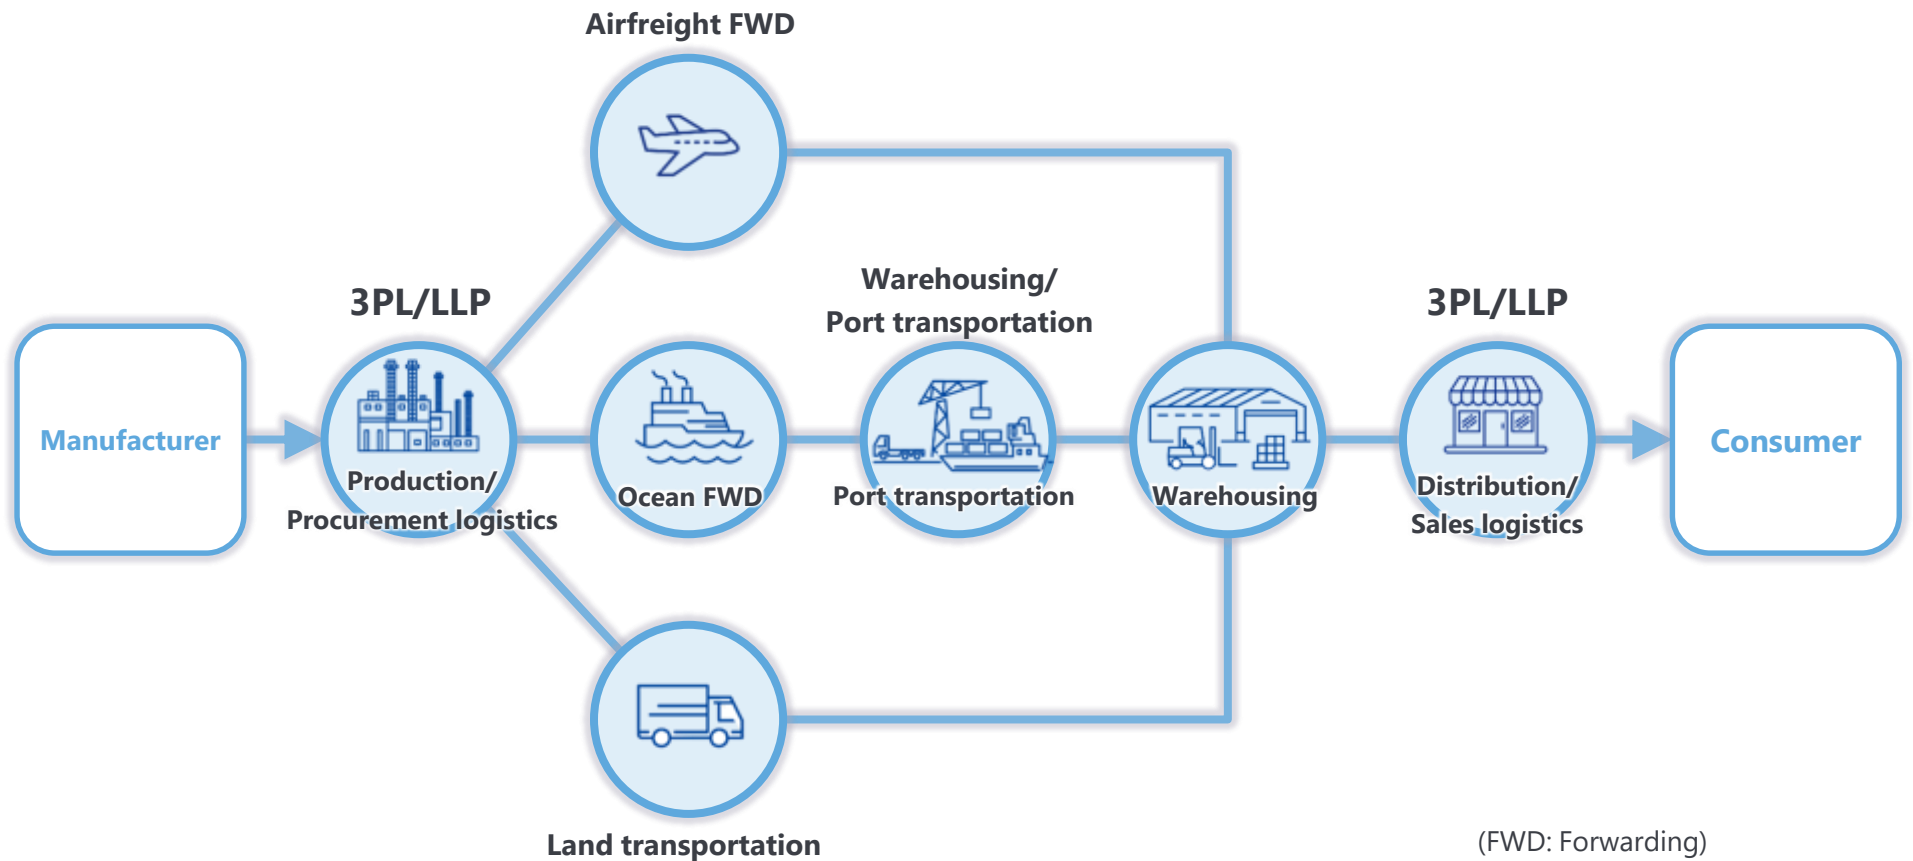 Airfreight FWD
Warehousing/
Port transportation
3PL/LLP
3PL/LLP
Manufacturer
Production/
Procurement logistics
Ocean FWD
Port transportation
Warehousing
Distribution/
Sales logistics
Consumer
Land transportation
(FWD: Forwarding)